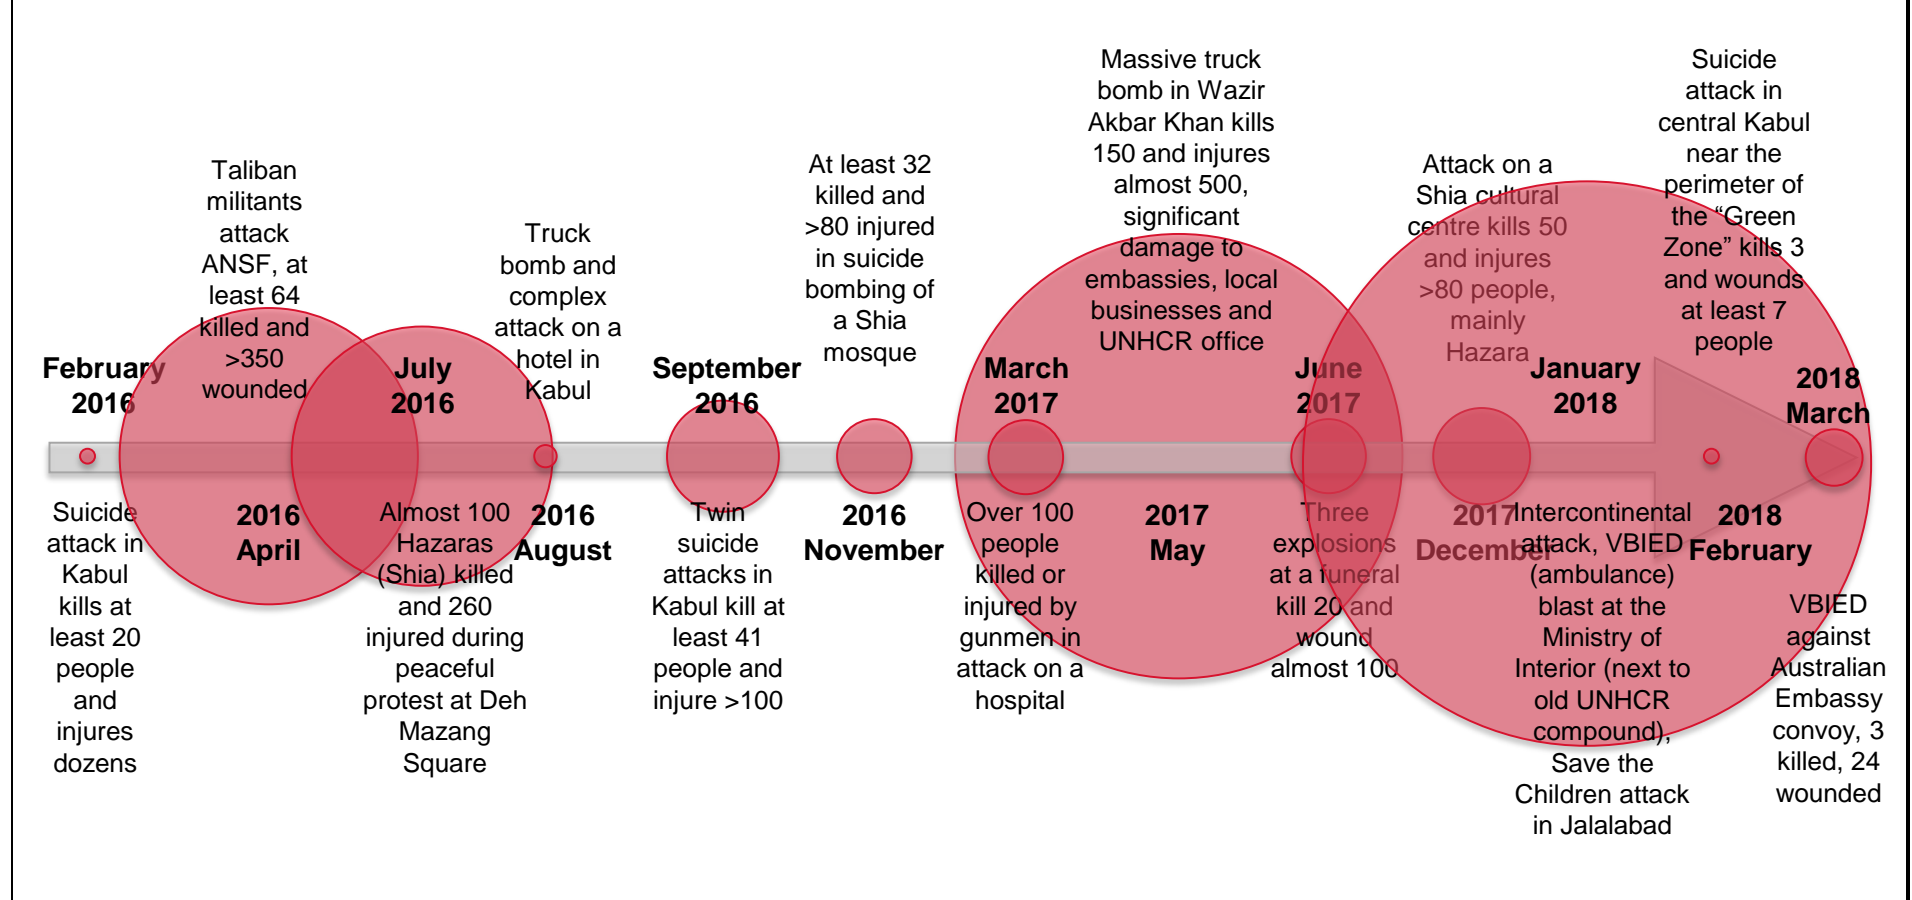 February
2016
Suicide
attack in
Kabul
kills at
least 20
people
and
injures
dozens
Taliban
militants
attack
ANSF, at
least 64
killed and
>350
wounded
2016
April
July
2016
Almost 100
Hazaras
(Shia) killed
and 260
injured during
peaceful
protest at Deh
Mazang
Square
Truck
bomb and
complex
attack on a
hotel in
Kabul
2016
August
September
2016
Twin
suicide
attacks in
Kabul kill at
least 41
people and
injure >100
At least 32
killed and
>80 injured
in suicide
bombing of
a Shia
mosque
2016
November
March
2017
Over 100
people
killed or
injured by
gunmen in
attack on a
hospital
Massive truck
bomb in Wazir
Akbar Khan kills
150 and injures
almost 500,
significant
damage to
embassies, local
businesses and
UNHCR office
2017
May
June
2017
Three
explosions
at a funeral
kill 20 and
wound
almost 100
Attack on a
Shia cultural
centre kills 50
and injures
>80 people,
mainly
Hazara
2017
December
January
2018
Intercontinental
attack, VBIED
(ambulance)
blast at the
Ministry of
Interior (next to
old UNHCR
compound),
Save the
Children attack
in Jalalabad
Suicide
attack in
central Kabul
near the
perimeter of
the “Green
Zone” kills 3
and wounds
at least 7
people
2018
February
2018
March
VBIED
against
Australian
Embassy
convoy, 3
killed, 24
wounded